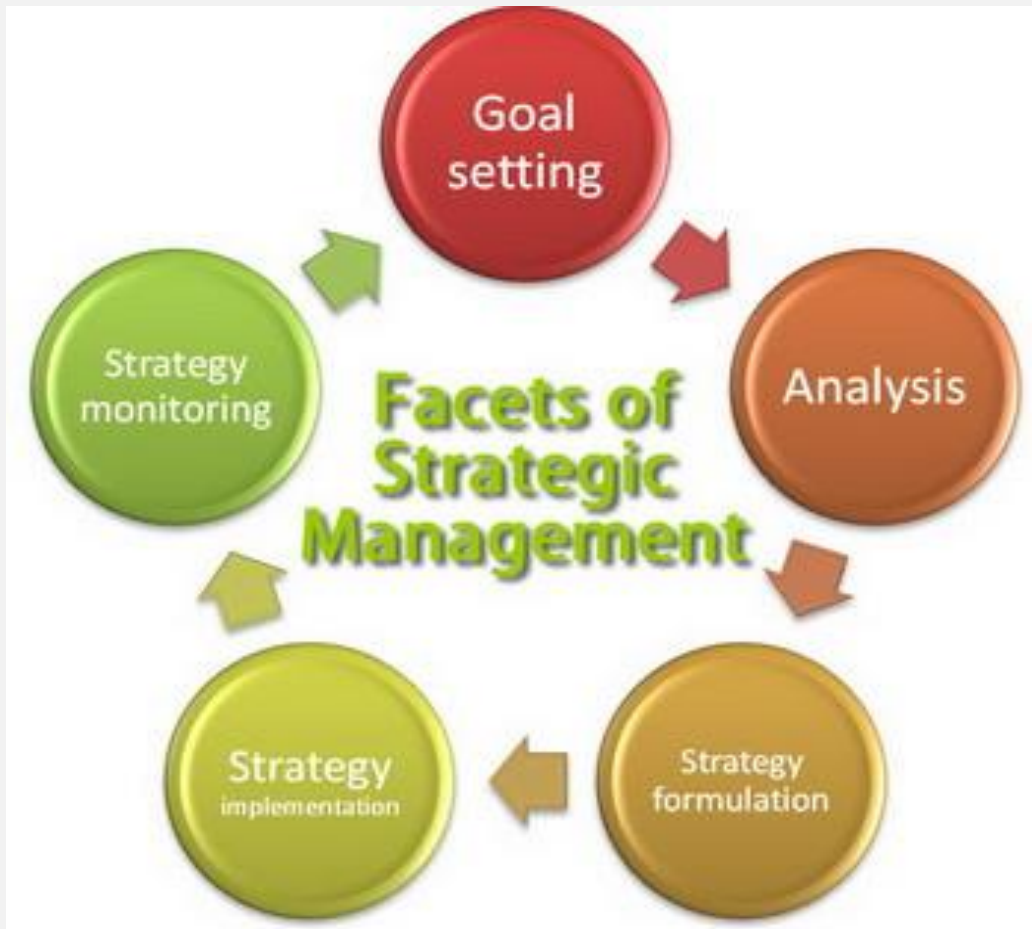 Goal
setting
Analysis
Strategy
formulation
Strategy
implementation
Strategy
monitoring
Facets of
Strategic
Management